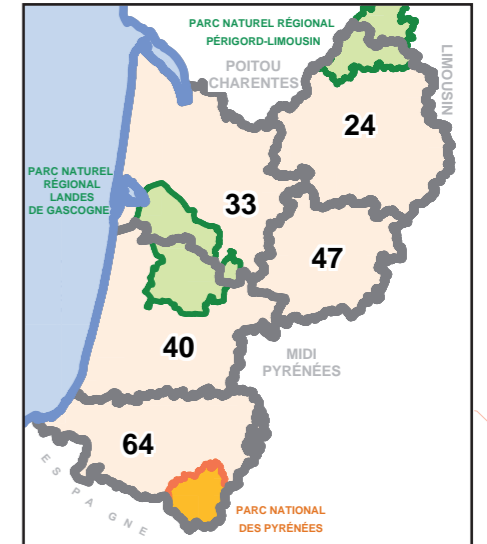 PARC NATUREL RÉGIONAL
PÉRIGORD-LIMOUSIN
POITOU
CHARENTES
LIMOUSIN
24
PARC NATUREL
RÉGIONAL
LANDES
DE GASCOGNE
33
47
40
MIDI
PYRÉNÉES
64
ESPAGNE
PARC NATIONAL
DES PYRÉNÉES